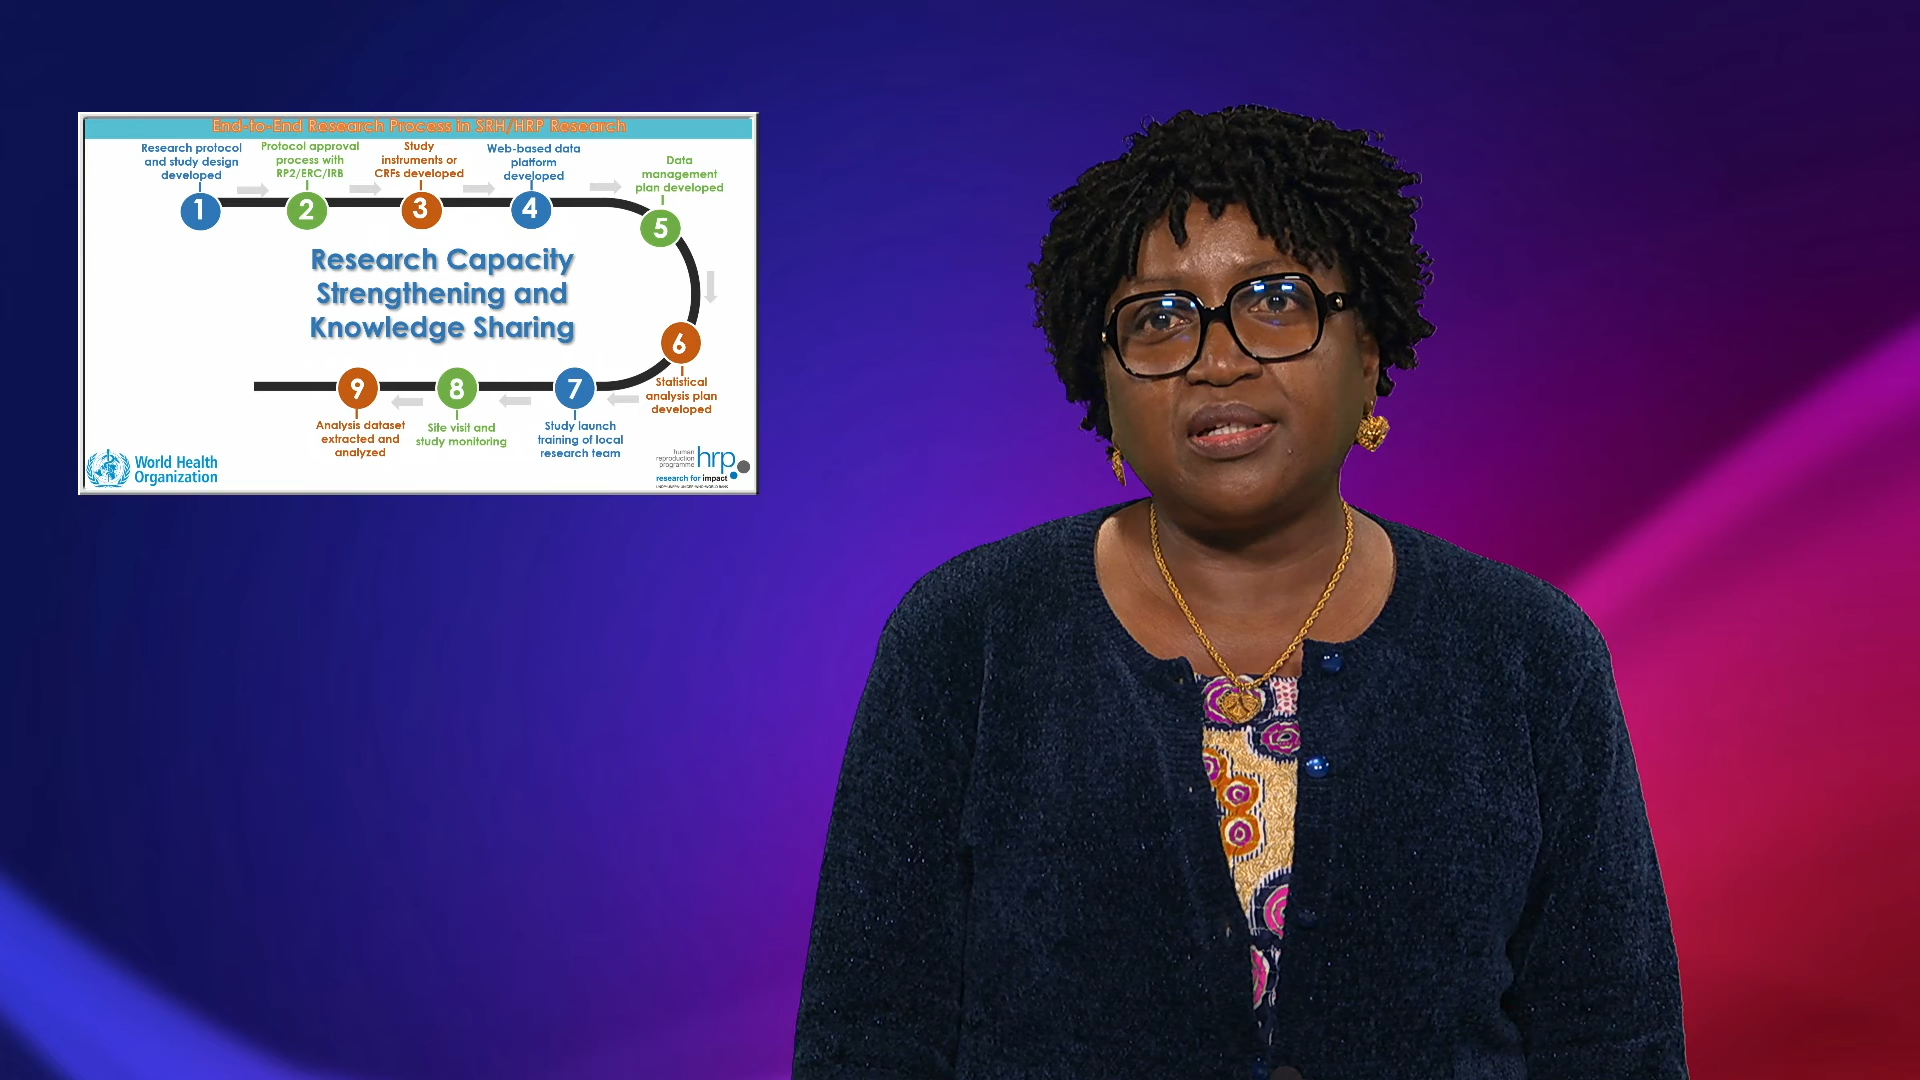 End-to-End Research Process in SRH/HRP Research
Research protocol
and study design
developed
Protocol approval
process with
RP2/ERC/IRB
Study
instruments or
CRFs developed
Web-based data
platform
developed
Data
management
plan developed
1
2
3
4
5
Research Capacity
Strengthening and
Knowledge Sharing
6
Statistical
analysis plan
developed
9
8
7
Analysis dataset
extracted and
analyzed
Site visit and
study monitoring
Study launch
training of local
research team
World Health
Organization
human
reproduction
programme
hrp
research for impact